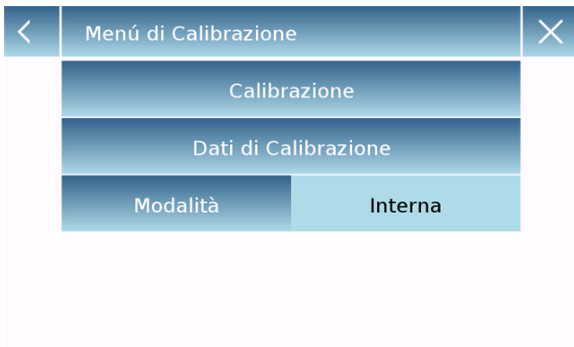 Menú di Calibrazione
Calibrazione
Dati di Calibrazione
Modalità Interna